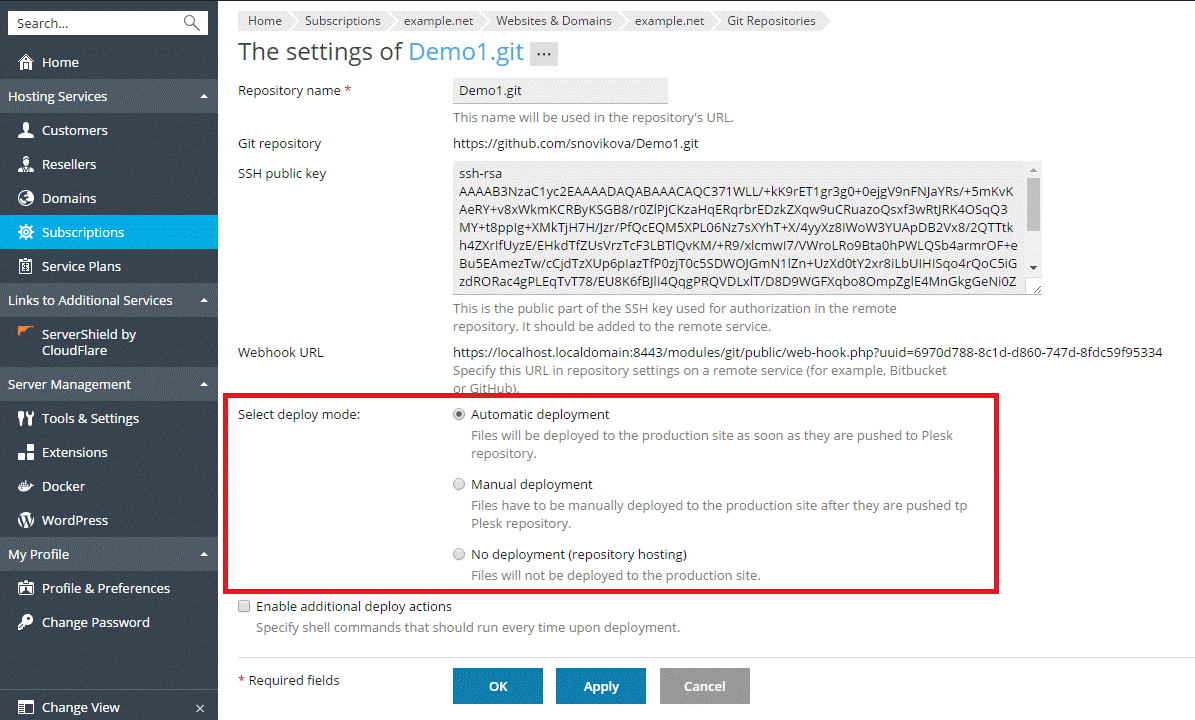 Search...
Home
Hosting Services
Customers
Resellers
Domains
Subscriptions
Service Plans
Links to Additional Services
ServerShield by
CloudFlare
Server Management
Tools & Settings
Extensions
Docker
WordPress
My Profile
Profile & Preferences
Change Password
Change View
Home Subscriptions example.net Websites & Domains example.net Git Repositories
The settings of Demo1.git ...
Repository name * Demo1.git
This name will be used in the repository's URL.
Git repository https://github.com/snovikova/Demo1.git
SSH public key ssh-rsa
AAAAB3NzaC1yc2EAAAADAQABAAACAQC371WLL/+kK9rET1gr3g0+0ejgV9nFNJaYRs/+5mKvK
AeRY+v8xWkmKCRByKSGB8/r0ZlPjCKzaHqERqrbrEDzkZXqw9uCRuazoQsxf3wRtJRK4OSqQ3
MY+t8ppIg+XMkTjH7H/Jzr/PfQcEQM5XPL06Nz7sXYhT+X/4yyXz8IWoW3YUApDB2Vx8/2QTTtk
h4ZXrIfUyzE/EHkdTfZUsVrzTcF3LBTlQvKM/+R9/xlcmwI7/VWroLRo9Bta0hPWLQSb4armrOF+e
Bu5EAmezTw/cCjdTzXUp6pIazTfP0zjT0c5SDWOJGmN1lZn+UzXd0tY2xr8iLbUIHISqo4rQoC5iG
zdRORac4gPLEqTvT78/EU8K6fBJlI4QqgPRQVDLxlT/D8D9WGFXqbo8OmpZglE4MnGkgGeNi0Z
This is the public part of the SSH key used for authorization in the remote
repository. It should be added to the remote service.
Webhook URL https://localhost.localdomain:8443/modules/git/public/web-hook.php?uuid=6970d788-8c1d-d860-747d-8fdc59f95334
Specify this URL in repository settings on a remote service (for example, Bitbucket
or GitHub).
Select deploy mode: Automatic deployment
Files will be deployed to the production site as soon as they are pushed to Plesk
repository.
Manual deployment
Files have to be manually deployed to the production site after they are pushed tp
Plesk repository.
No deployment (repository hosting)
Files will not be deployed to the production site.
Enable additional deploy actions
Specify shell commands that should run every time upon deployment.
* Required fields OK Apply Cancel